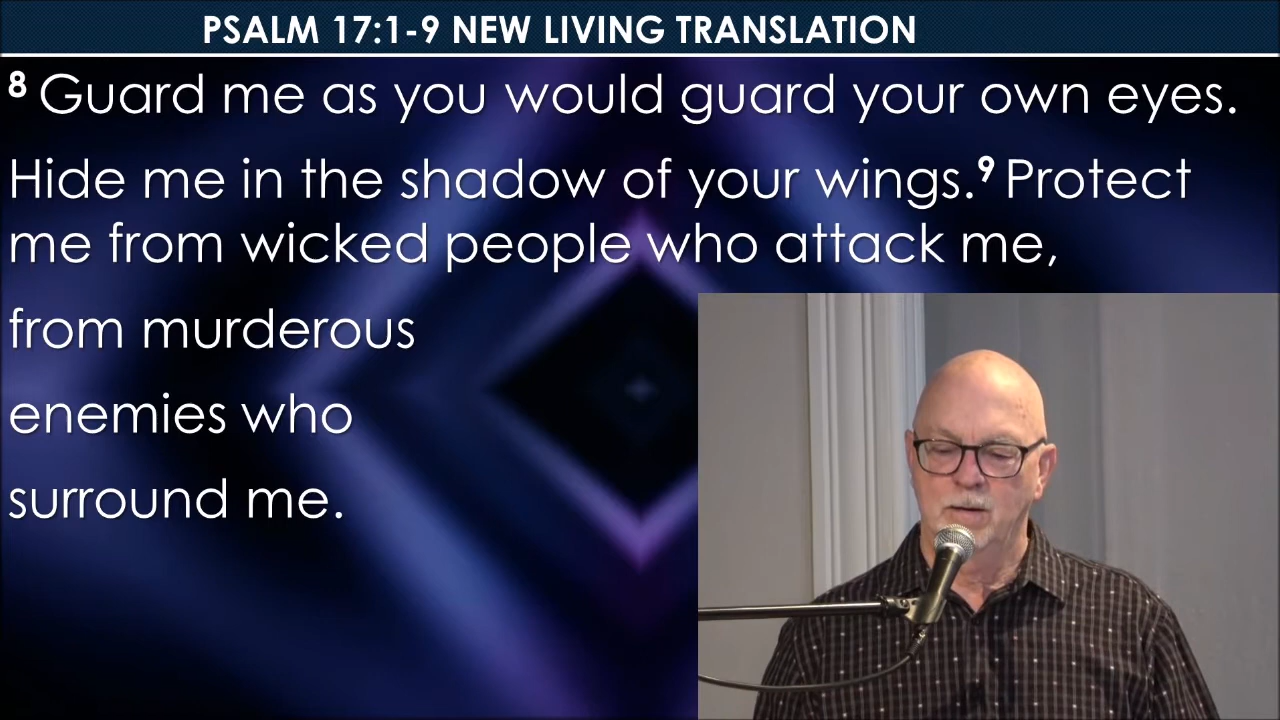 PSALM 17:1-9 NEW LIVING TRANSLATION
8 Guard me as you would guard your own eyes.
Hide me in the shadow of your wings.9 Protect
me from wicked people who attack me,
from murderous
enemies who
surround me.